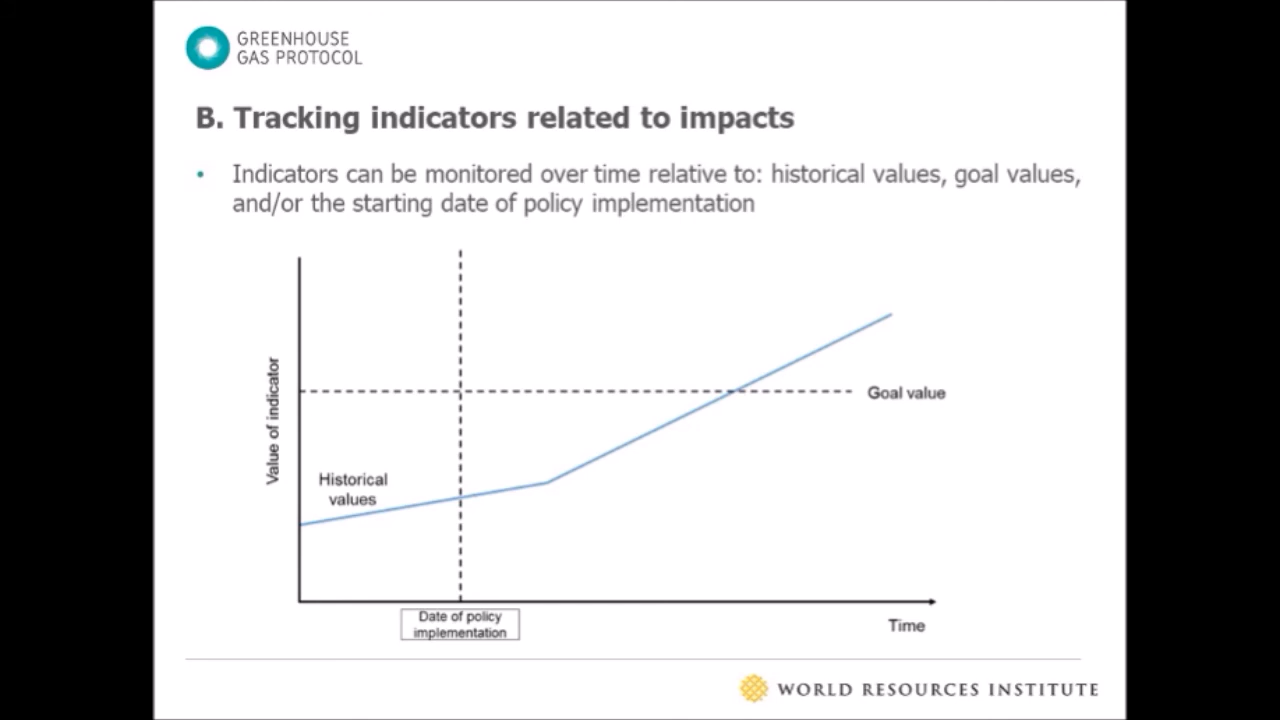 GREENHOUSE
GAS PROTOCOL
B. Tracking indicators related to impacts
• Indicators can be monitored over time relative to: historical values, goal values,
and/or the starting date of policy implementation
Value of indicator
Goal value
Historical
values
Date of policy
implementation
Time
WORLD RESOURCES INSTITUTE